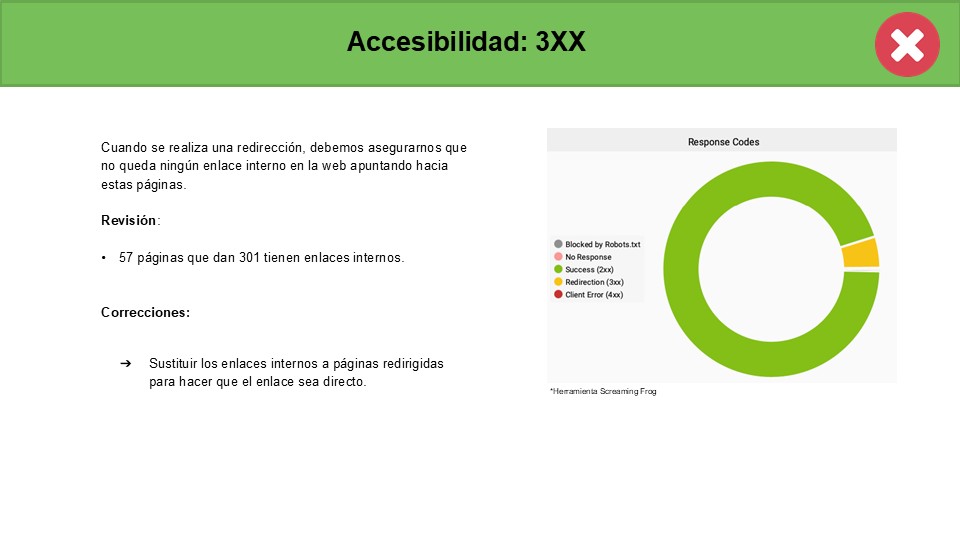 Accesibilidad: 3XX
Cuando se realiza una redirección, debemos asegurarnos que
no queda ningún enlace interno en la web apuntando hacia
estas páginas.
Revisión:
• 57 páginas que dan 301 tienen enlaces internos.
Correcciones:
➔ Sustituir los enlaces internos a páginas redirigidas
para hacer que el enlace sea directo.
Response Codes
Blocked by Robots.txt
No Response
Success (2xx)
Redirection (3xx)
Client Error (4xx)
*Herramienta Screaming Frog